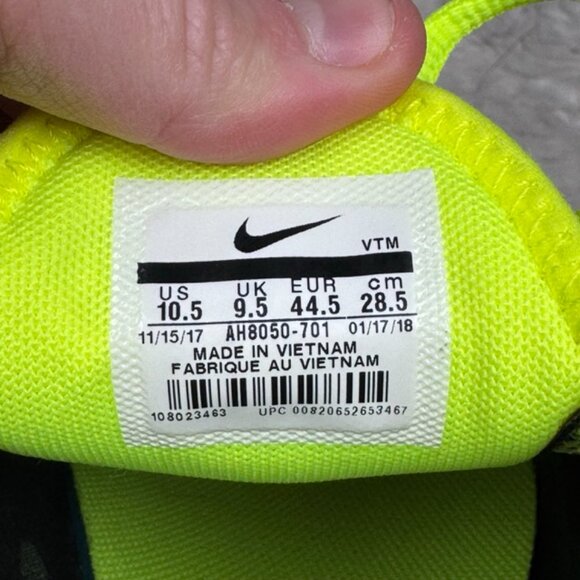 VTM
US UK EUR cm
10.5 9.5 44.5 28.5
11/15/17 AH8050-701 01/17/18
MADE IN VIETNAM
FABRIQUE AU VIETNAM
108023463 UPC 00820652653467